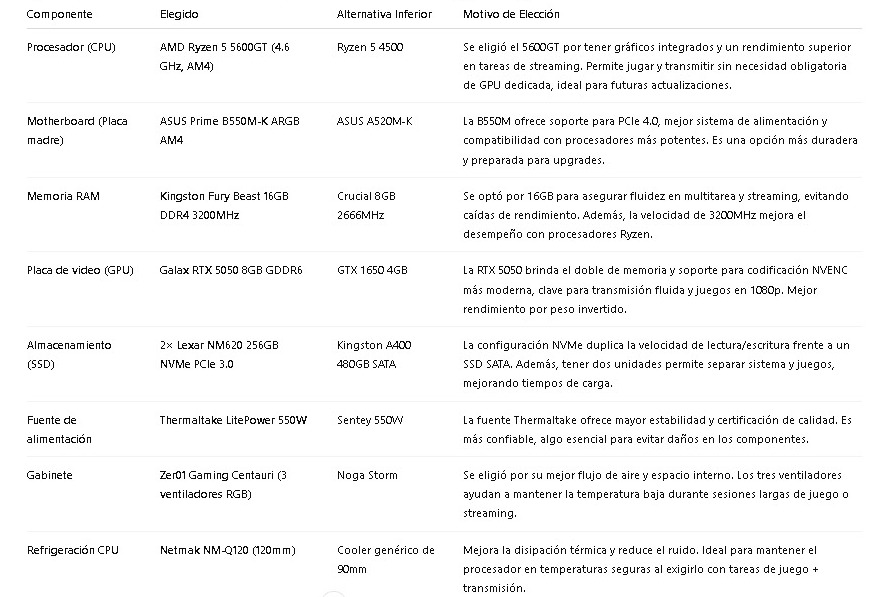 Componente Elegido Alternativa Inferior Motivo de Elección
Procesador (CPU) AMD Ryzen 5 5600GT (4.6 Ryzen 5 4500 Se eligió el 5600GT por tener gráficos integrados y un rendimiento superior
GHz, AM4) en tareas de streaming. Permite jugar y transmitir sin necesidad obligatoria
de GPU dedicada, ideal para futuras actualizaciones.
Motherboard (Placa ASUS Prime B550M-K ARGB ASUS A520M-K La B550M ofrece soporte para PCIe 4.0, mejor sistema de alimentación y
madre) AM4 compatibilidad con procesadores más potentes. Es una opción más duradera
y preparada para upgrades.
Memoria RAM Kingston Fury Beast 16GB Crucial 8GB Se optó por 16GB para asegurar fluidez en multitarea y streaming, evitando
DDR4 3200MHz 2666MHz caídas de rendimiento. Además, la velocidad de 3200MHz mejora el
desempeño con procesadores Ryzen.
Placa de video (GPU) Galax RTX 5050 8GB GDDR6 GTX 1650 4GB La RTX 5050 brinda el doble de memoria y soporte para codificación NVENC
más moderna, clave para transmisión fluida y juegos en 1080p. Mejor
rendimiento por peso invertido.
Almacenamiento 2× Lexar NM620 256GB Kingston A400 La configuración NVMe duplica la velocidad de lectura/escritura frente a un
(SSD) NVMe PCIe 3.0 480GB SATA SSD SATA. Además, tener dos unidades permite separar sistema y juegos,
mejorando tiempos de carga.
Fuente de Thermaltake LitePower 550W Sentey 550W La fuente Thermaltake ofrece mayor estabilidad y certificación de calidad. Es
alimentación más confiable, algo esencial para evitar daños en los componentes.
Gabinete Zer01 Gaming Centauri (3 Noga Storm Se eligió por su mejor flujo de aire y espacio interno. Los tres ventiladores
ventiladores RGB) ayudan a mantener la temperatura baja durante sesiones largas de juego o
streaming.
Refrigeración CPU Netmak NM-Q120 (120mm) Cooler genérico de Mejora la disipación térmica y reduce el ruido. Ideal para mantener el
90mm procesador en temperaturas seguras al exigirlo con tareas de juego +
transmisión.